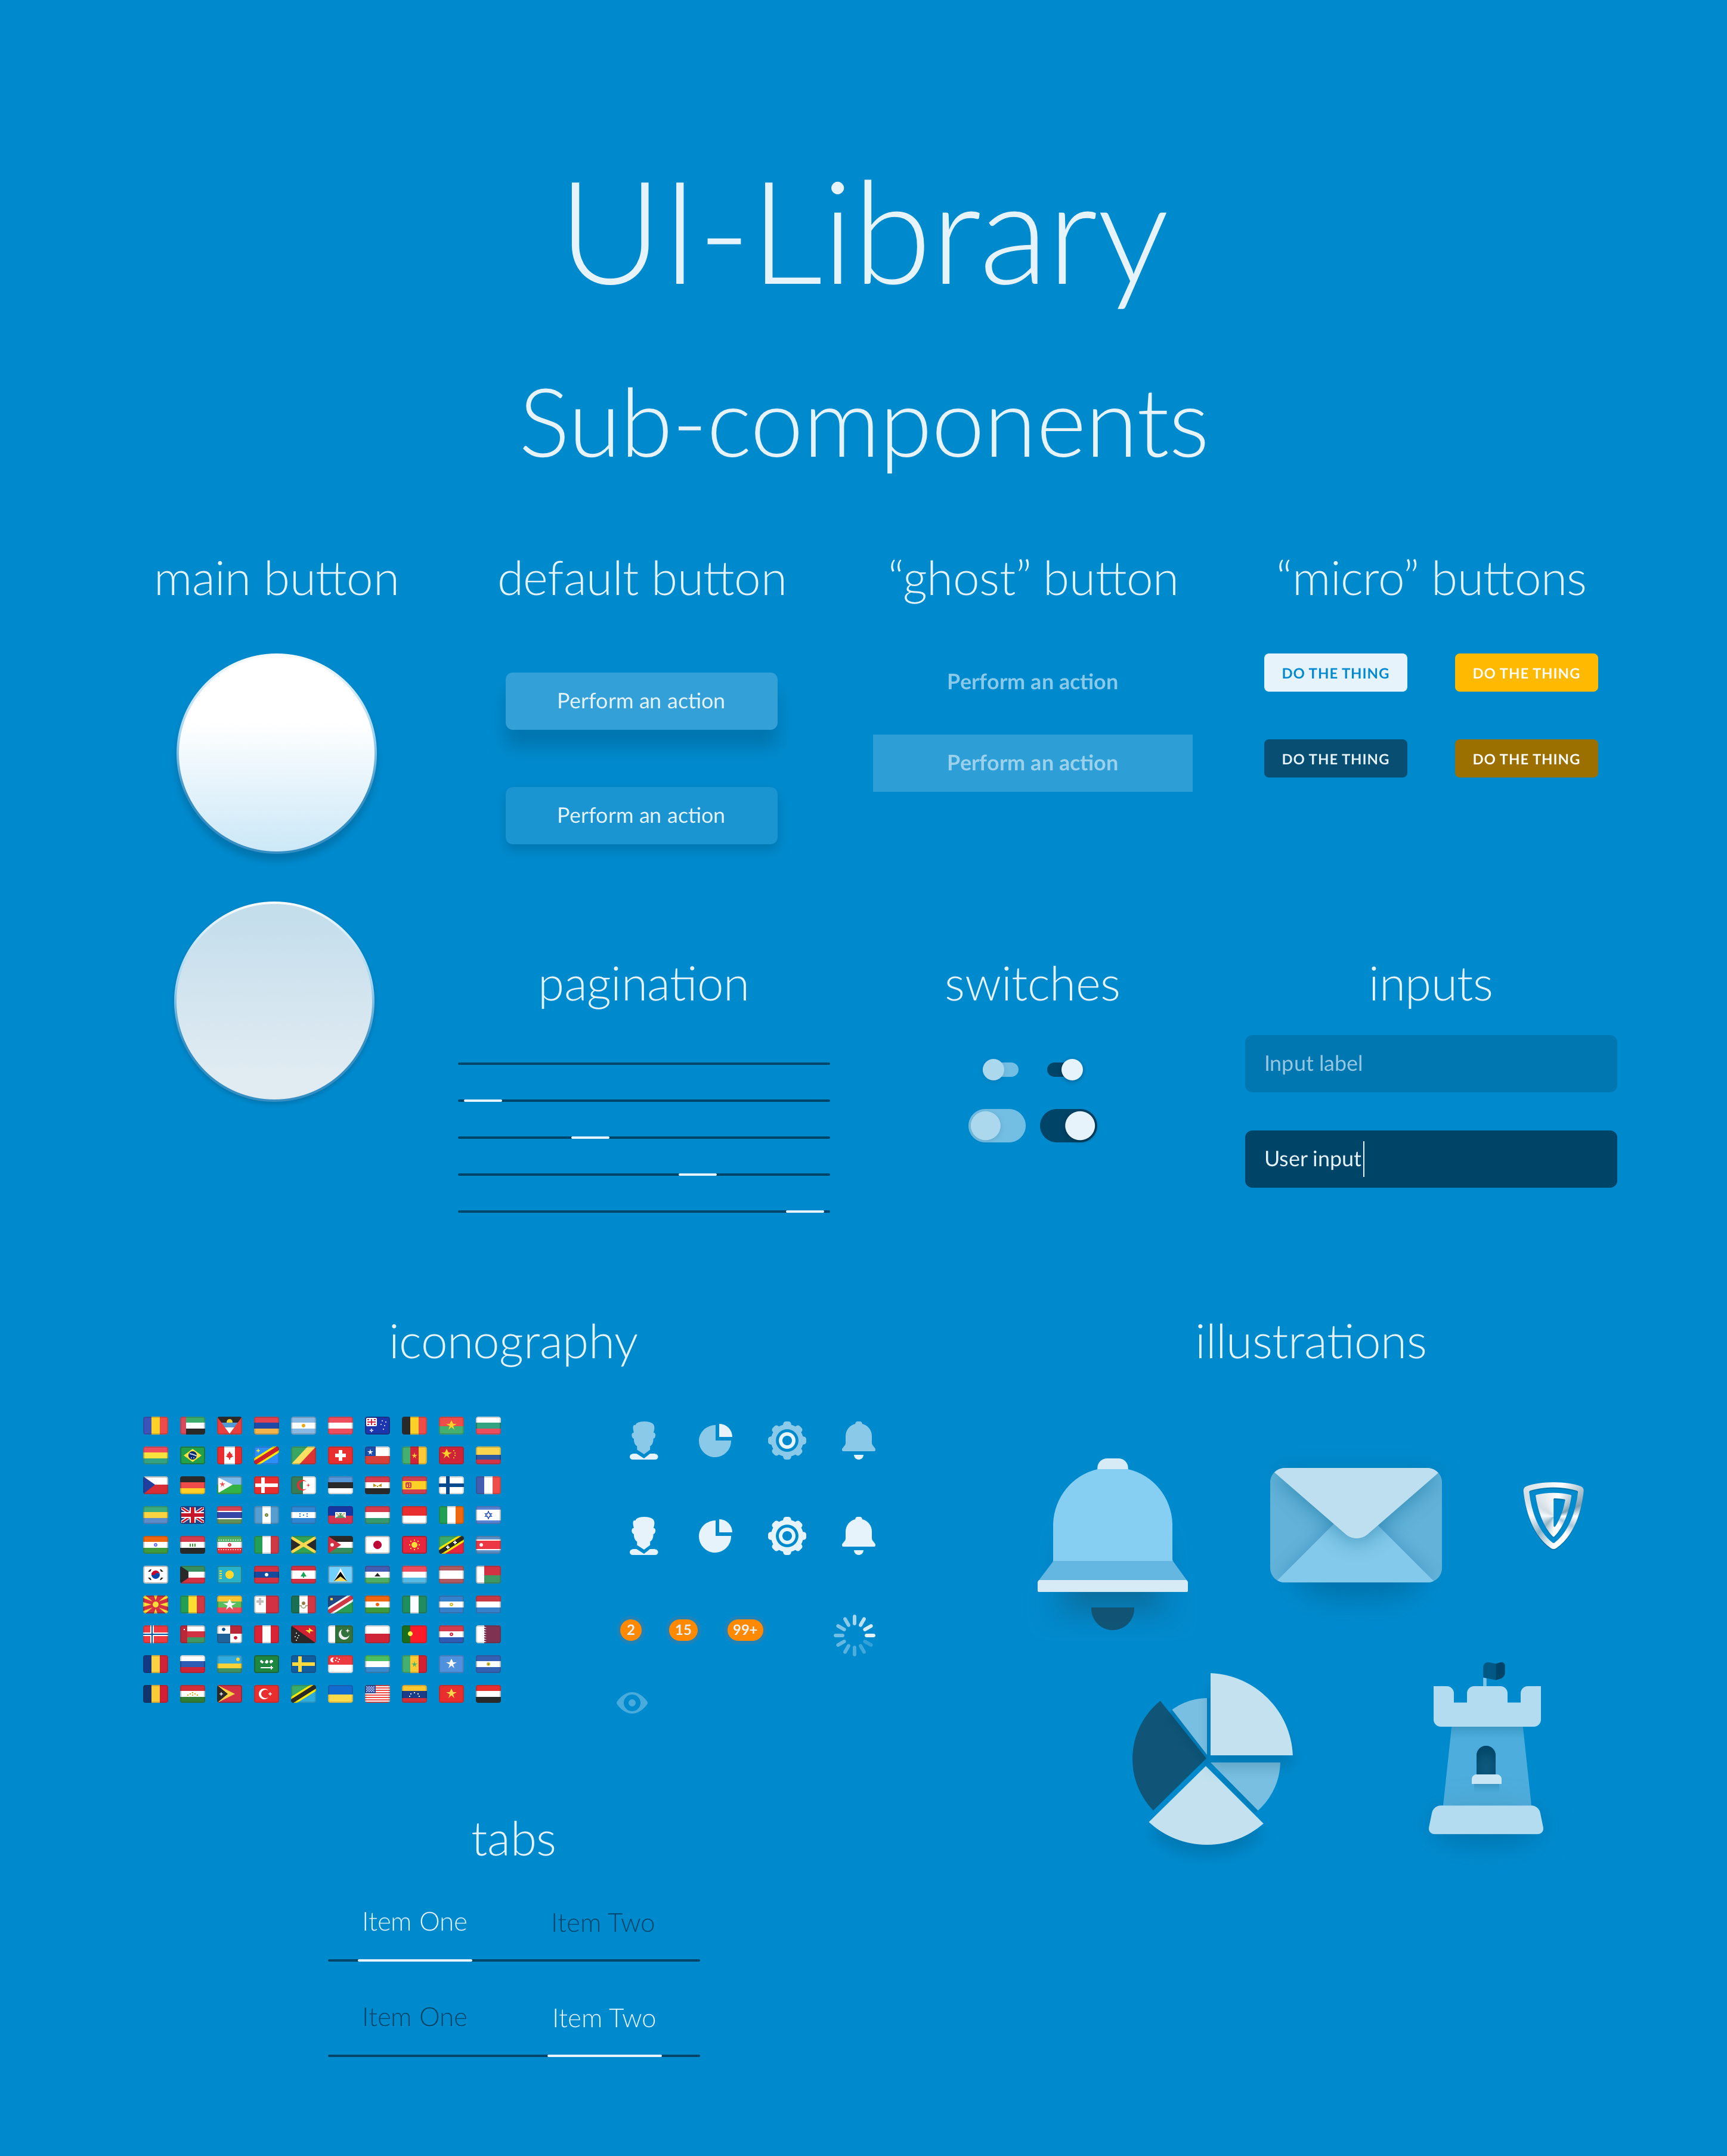 UI-Library
Sub-components
main button
default button
“ghost” button
“micro” buttons
Perform an action
Perform an action
Perform an action
Perform an action
DO THE THING
DO THE THING
DO THE THING
DO THE THING
pagination
switches
inputs
Input label
User input
iconography
illustrations
2
15
99+
tabs
Item One
Item Two
Item One
Item Two